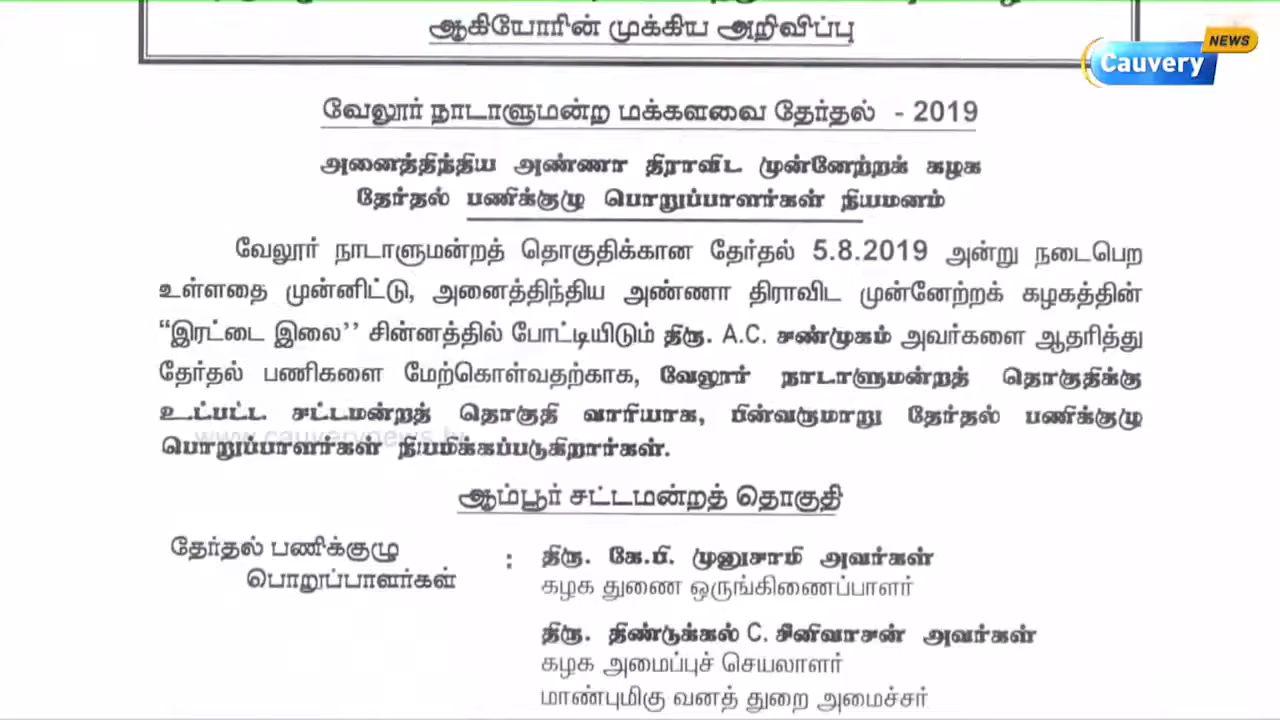 ஆகியோரின் முக்கிய அறிவிப்பு
Cauvery NEWS
வேலூர் நாடாளுமன்ற மக்களவை தேர்தல் - 2019
அனைத்திந்திய அண்ணா திராவிட முன்னேற்றக் கழக
தேர்தல் பணிக்குழு பொறுப்பாளர்கள் நியமனம்
வேலூர் நாடாளுமன்றத் தொகுதிக்கான தேர்தல் 5.8.2019 அன்று நடைபெற
உள்ளதை முன்னிட்டு, அனைத்திந்திய அண்ணா திராவிட முன்னேற்றக் கழகத்தின்
“இரட்டை இலை’’ சின்னத்தில் போட்டியிடும் திரு. A.C. சண்முகம் அவர்களை ஆதரித்து
தேர்தல் பணிகளை மேற்கொள்வதற்காக, வேலூர் நாடாளுமன்றத் தொகுதிக்கு
உட்பட்ட சட்டமன்றத் தொகுதி வாரியாக, பின்வருமாறு தேர்தல் பணிக்குழு
www.cauverynews.tv
பொறுப்பாளர்கள் நியமிக்கப்படுகிறார்கள்.
ஆம்பூர் சட்டமன்றத் தொகுதி
தேர்தல் பணிக்குழு
பொறுப்பாளர்கள் : திரு. கே.பி. முனுசாமி அவர்கள்
கழக துணை ஒருங்கிணைப்பாளர்
திரு. திண்டுக்கல் C. சீனிவாசன் அவர்கள்
கழக அமைப்புச் செயலாளர்
மாண்புமிகு வனத் துறை அமைச்சர்